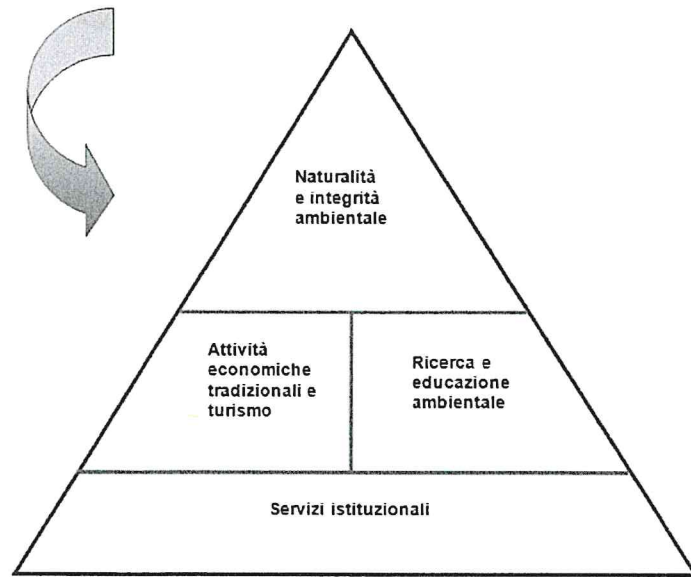 Naturalità
e integrità
ambientale
Attività
economiche
tradizionali e
turismo
Ricerca e
educazione
ambientale
Servizi istituzionali